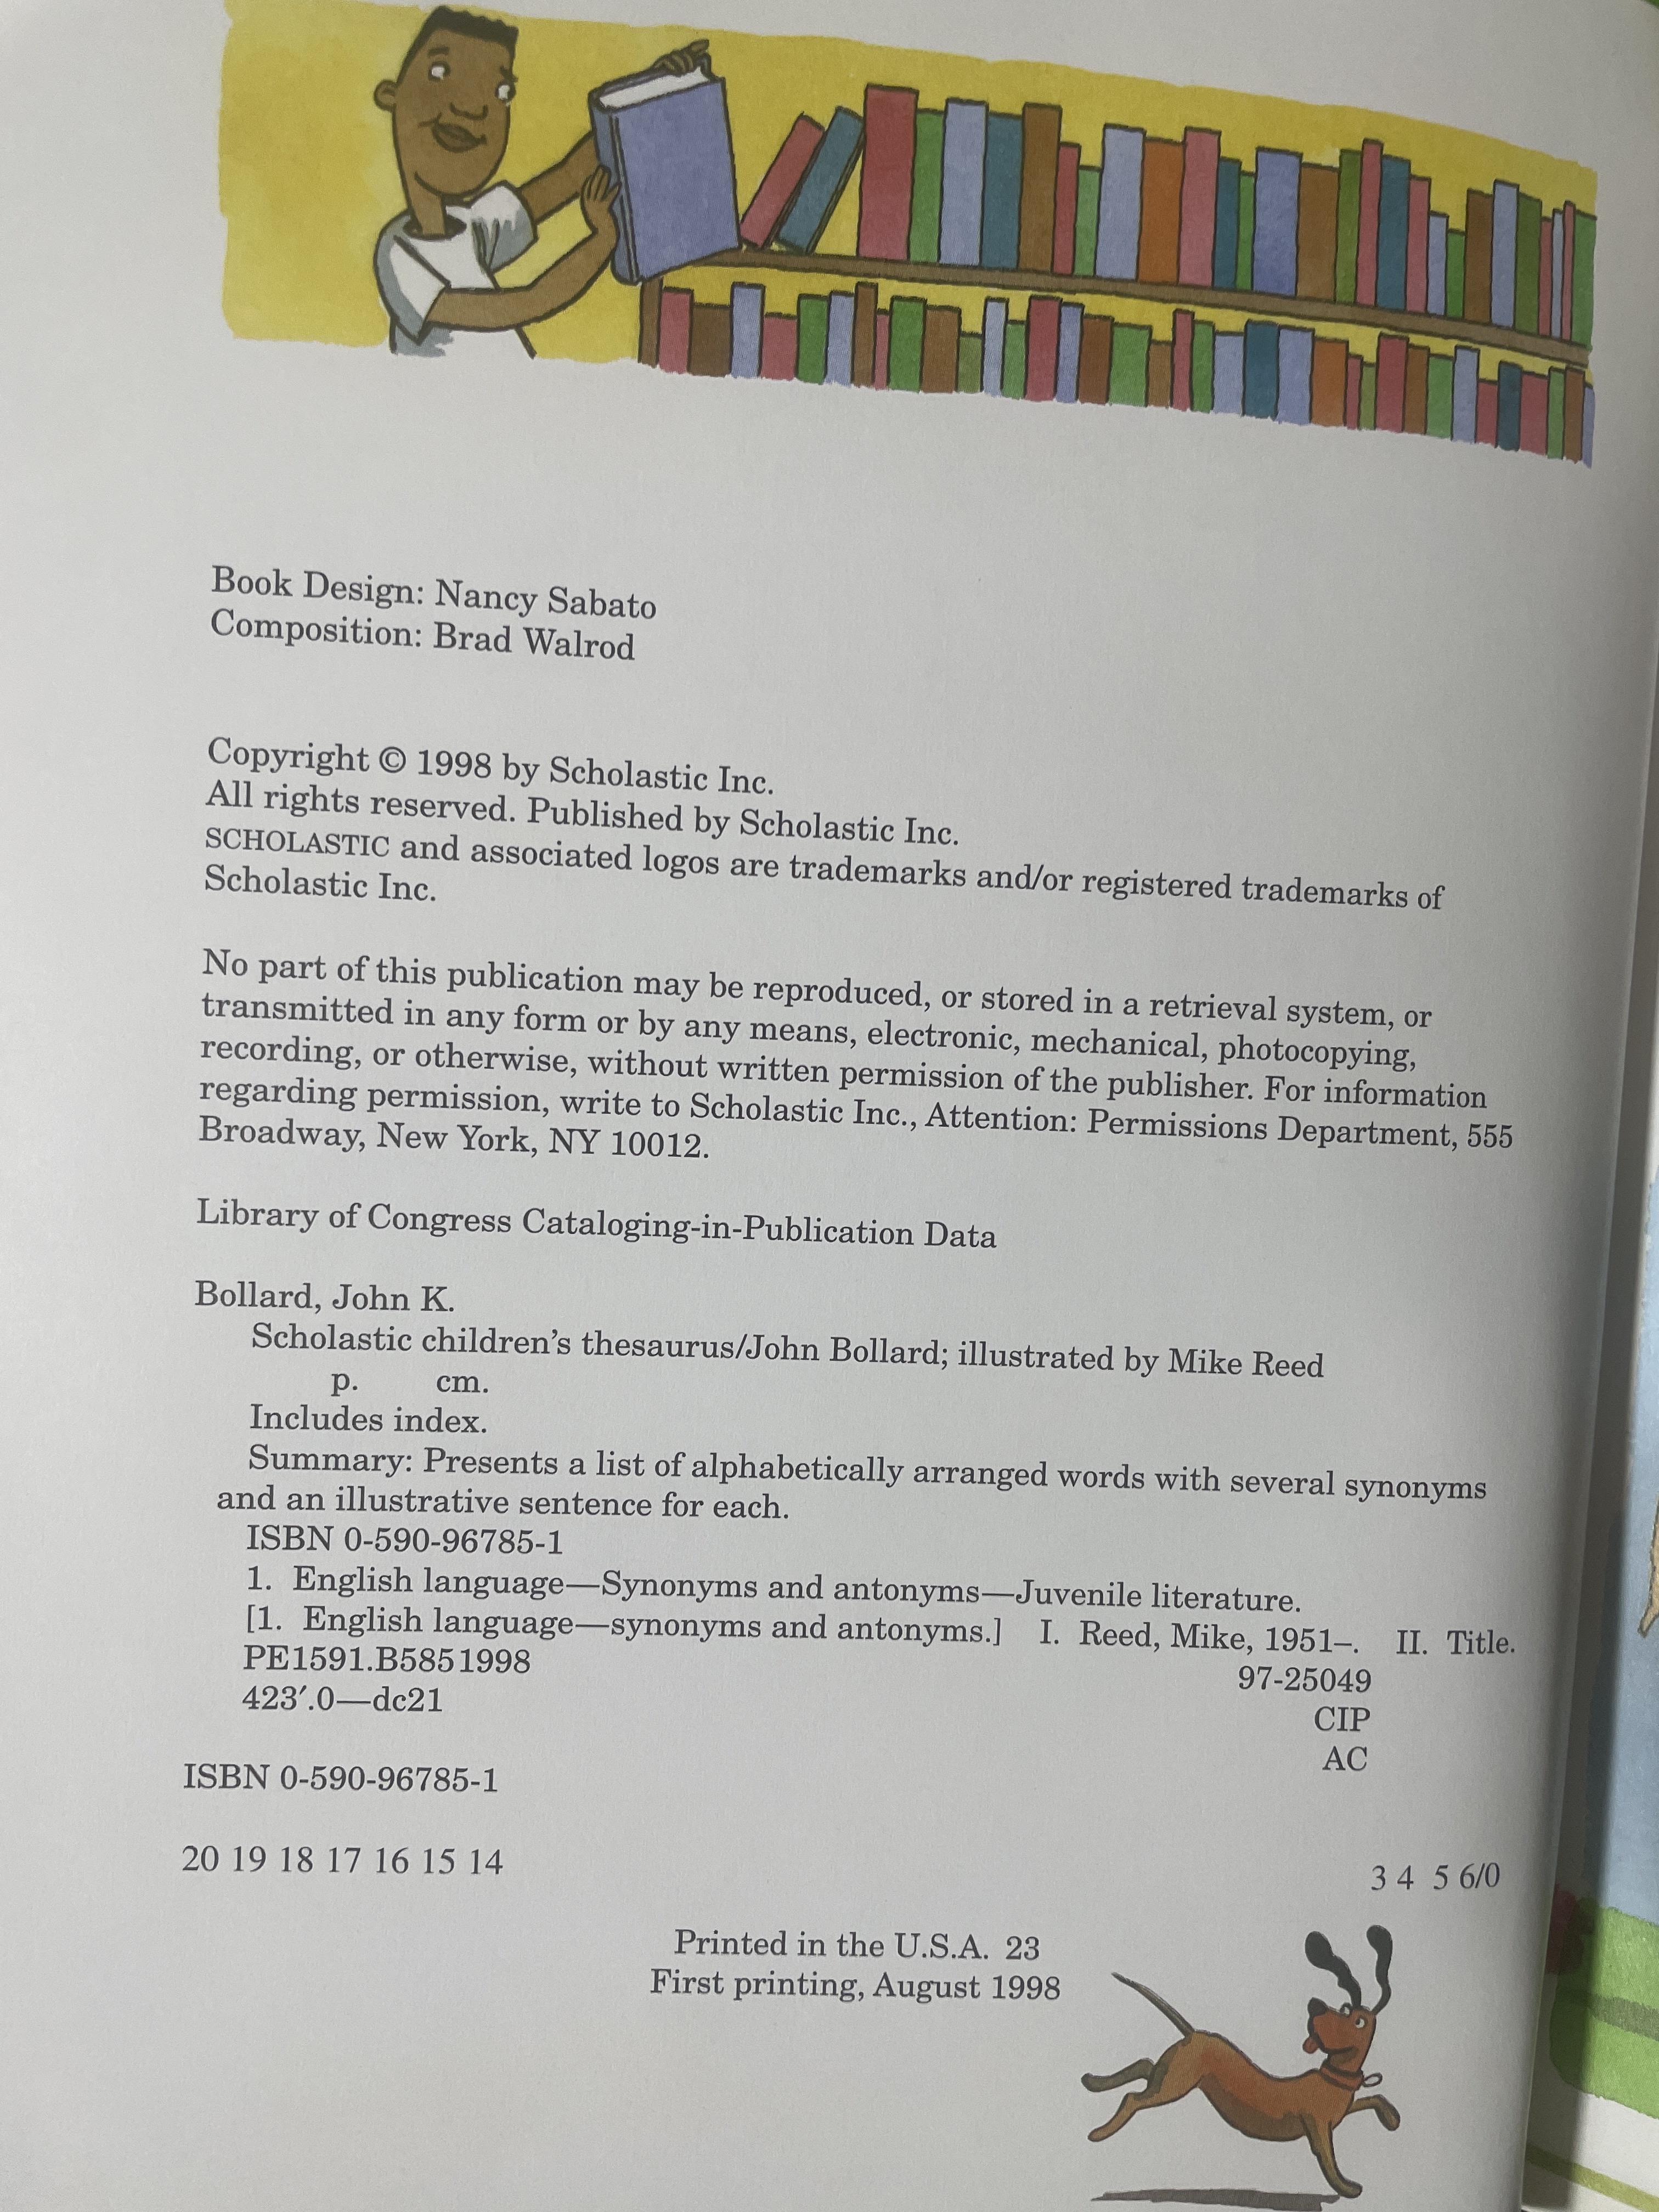 Book Design: Nancy Sabato
Composition: Brad Walrod
Copyright © 1998 by Scholastic Inc.
All rights reserved. Published by Scholastic Inc.
SCHOLASTIC and associated logos are trademarks and/or registered trademarks of
Scholastic Inc.
No part of this publication may be reproduced, or stored in a retrieval system, or
transmitted in any form or by any means, electronic, mechanical, photocopying,
recording, or otherwise, without written permission of the publisher. For information
regarding permission, write to Scholastic Inc., Attention: Permissions Department, 555
Broadway, New York, NY 10012.
Library of Congress Cataloging-in-Publication Data
Bollard, John K.
Scholastic children's thesaurus/John Bollard; illustrated by Mike Reed
p. cm.
Includes index.
Summary: Presents a list of alphabetically arranged words with several synonyms
and an illustrative sentence for each.
ISBN 0-590-96785-1
1. English language—Synonyms and antonyms—Juvenile literature.
[1. English language—synonyms and antonyms.] I. Reed, Mike, 1951–. II. Title.
PE1591.B5851998 97-25049
423′.0—dc21 CIP
AC
ISBN 0-590-96785-1
20 19 18 17 16 15 14 3 4 5 6/0
Printed in the U.S.A. 23
First printing, August 1998